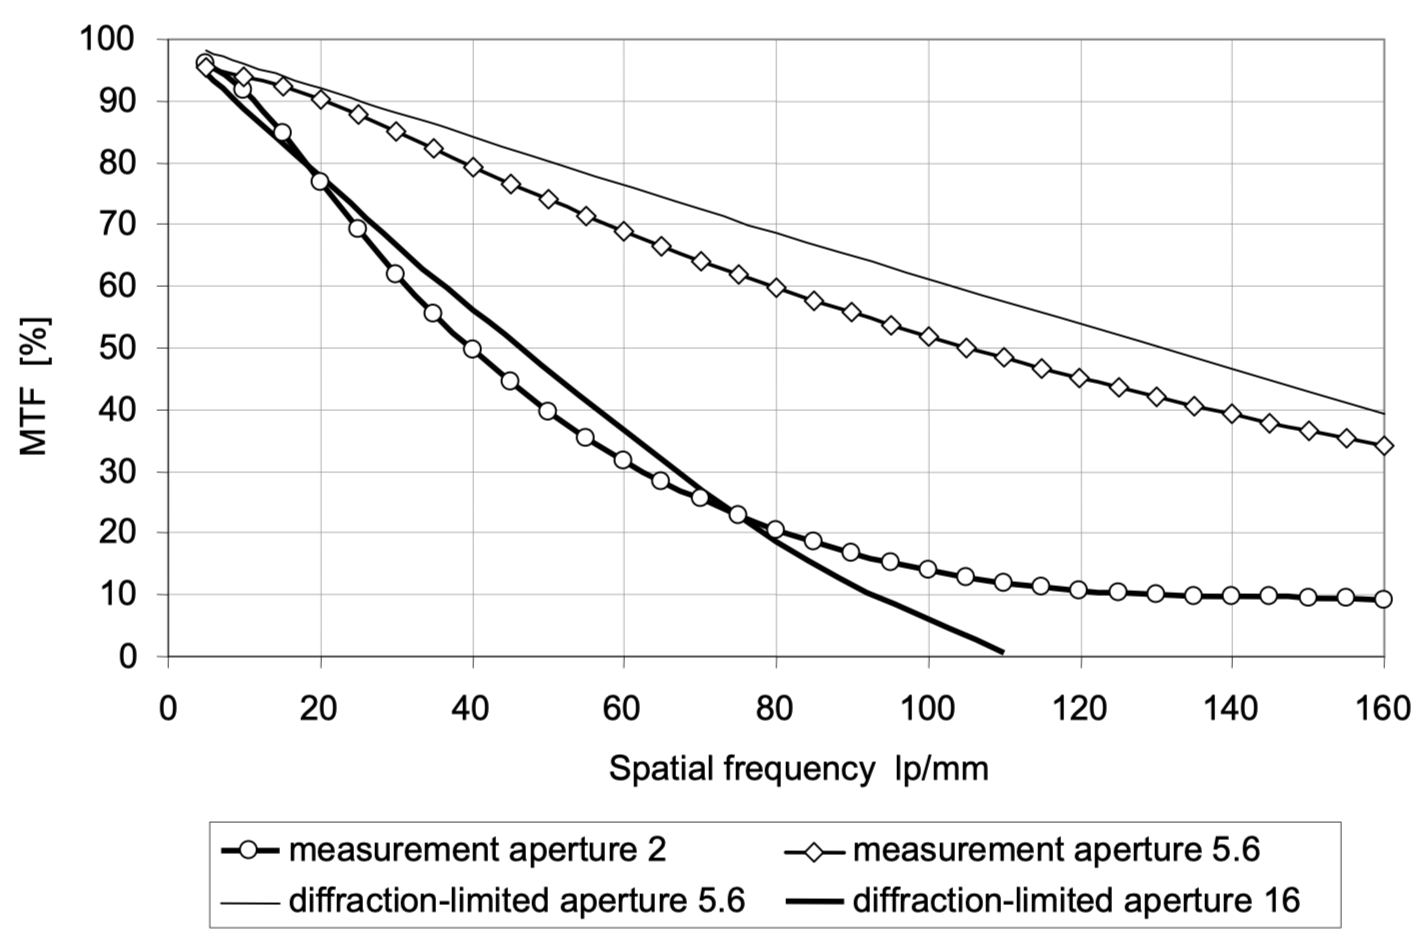 100
90
80
70
60
50
40
30
20
10
0
MTF [%]
0 20 40 60 80 100 120 140 160
Spatial frequency lp/mm
measurement aperture 2 measurement aperture 5.6
diffraction-limited aperture 5.6 diffraction-limited aperture 16